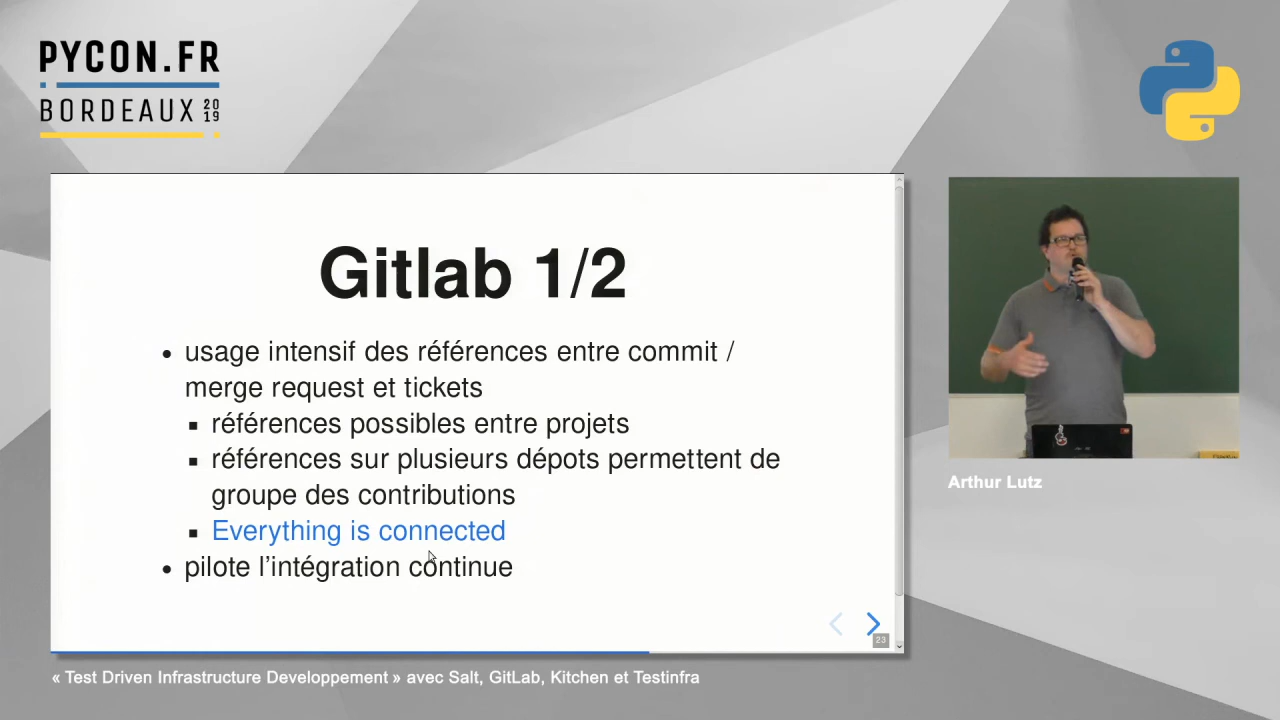 PYCON.FR
BORDEAUX 2019
Gitlab 1/2
usage intensif des références entre commit /
merge request et tickets
références possibles entre projets
références sur plusieurs dépots permettent de
groupe des contributions
Everything is connected
pilote l'intégration continue
23
Arthur Lutz
« Test Driven Infrastructure Developpement » avec Salt, GitLab, Kitchen et Testinfra